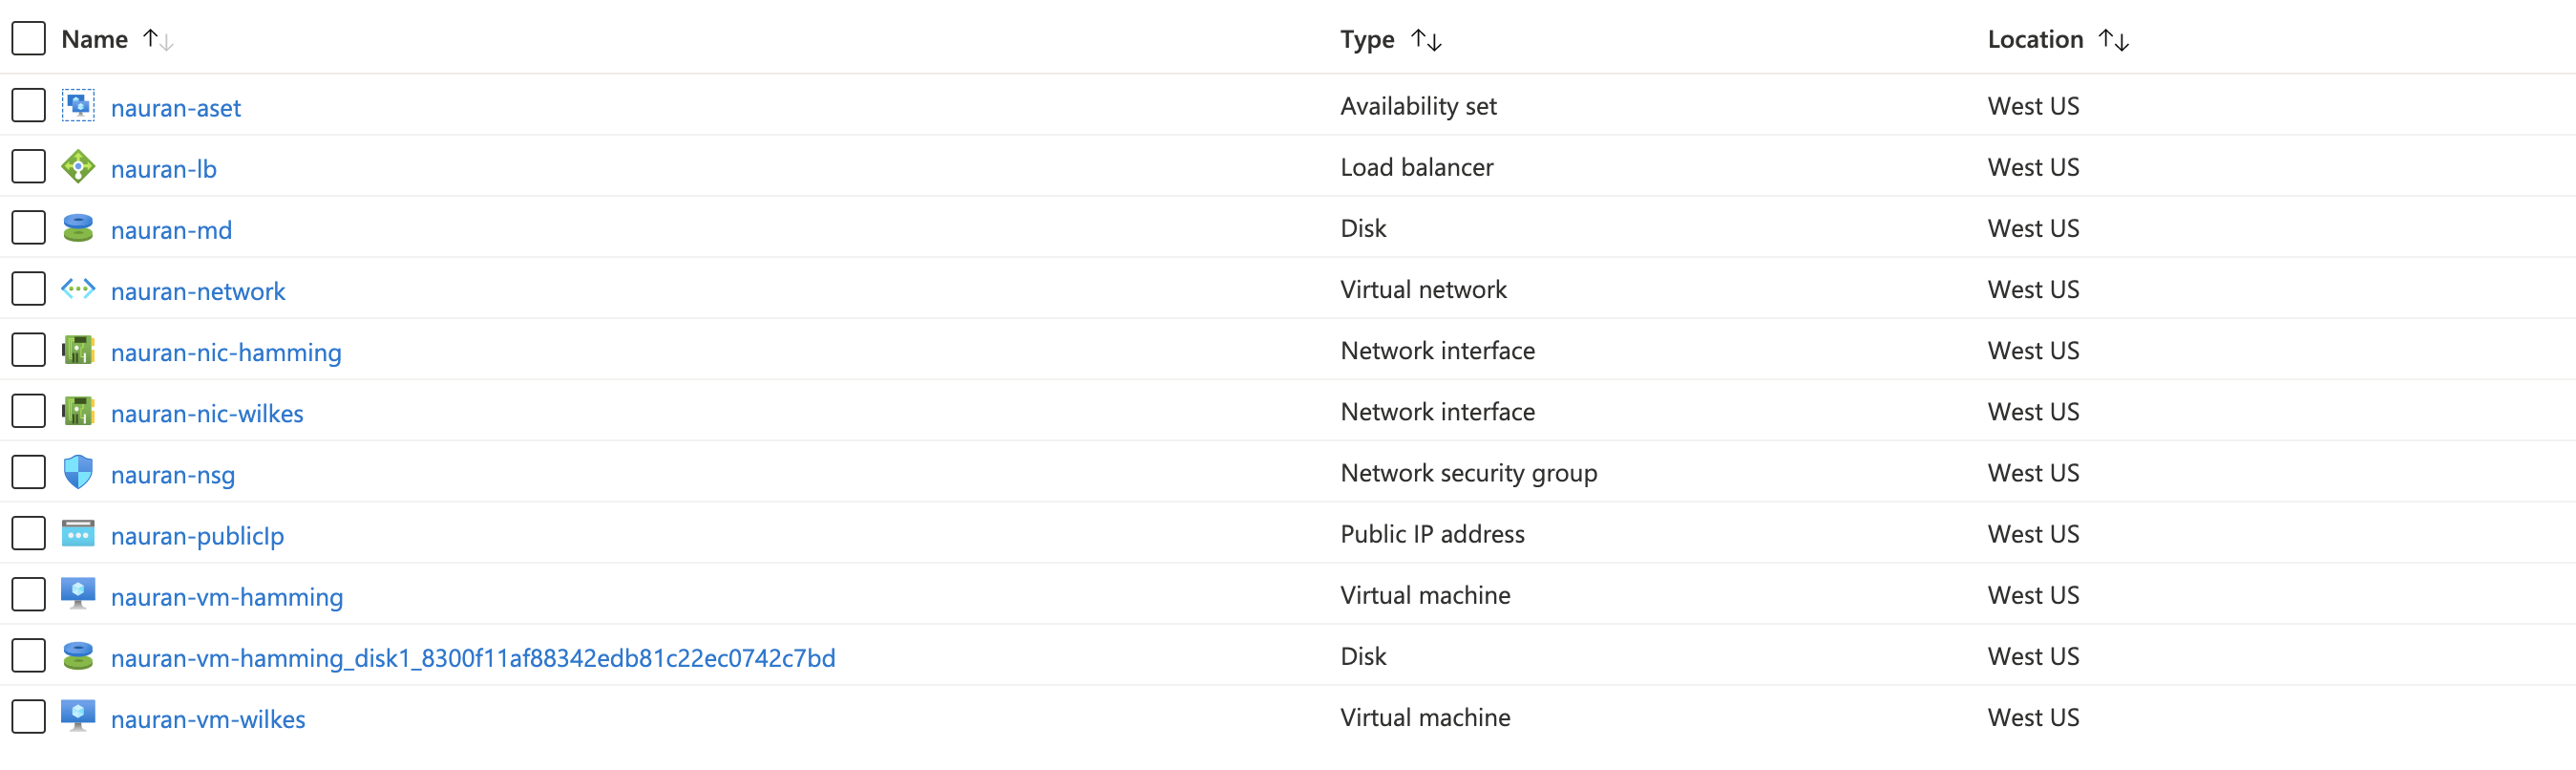 Name Type Location
nauran-aset Availability set West US
nauran-lb Load balancer West US
nauran-md Disk West US
nauran-network Virtual network West US
nauran-nic-hamming Network interface West US
nauran-nic-wilkes Network interface West US
nauran-nsg Network security group West US
nauran-publicIp Public IP address West US
nauran-vm-hamming Virtual machine West US
nauran-vm-hamming_disk1_8300f11af88342edb81c22ec0742c7bd Disk West US
nauran-vm-wilkes Virtual machine West US